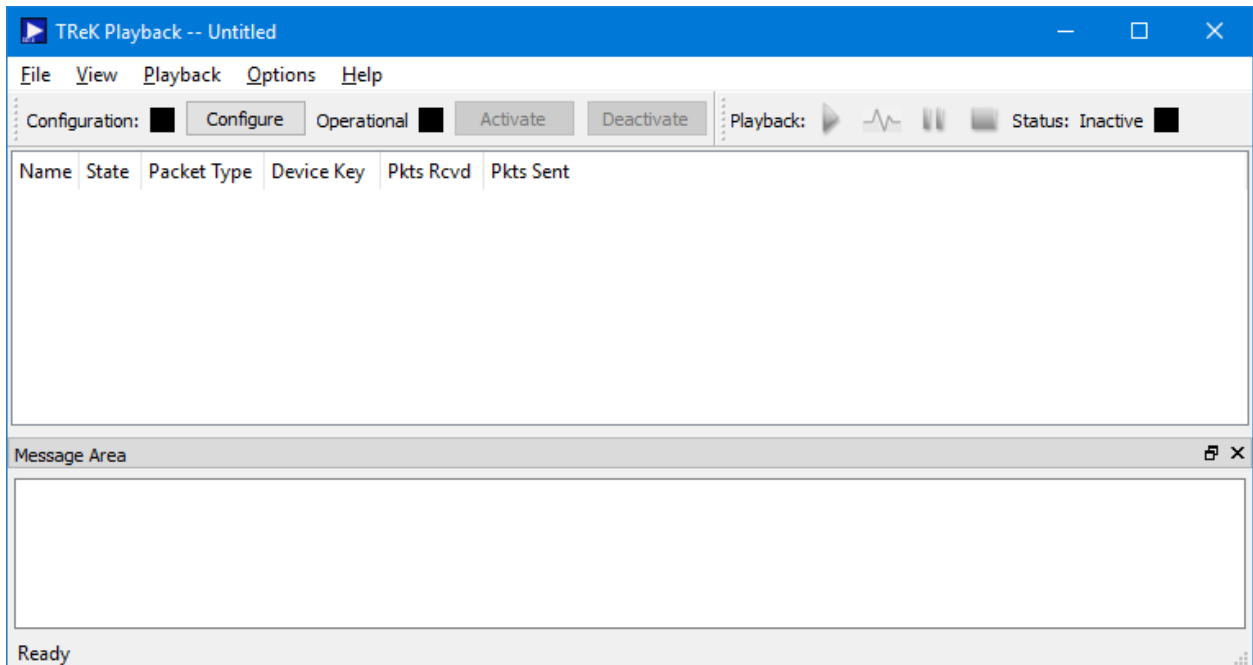 TReK Playback -- Untitled
File View Playback Options Help
Configuration: Configure Operational Activate Deactivate Playback: Status: Inactive
Name State Packet Type Device Key Pkts Rcvd Pkts Sent
Message Area
Ready